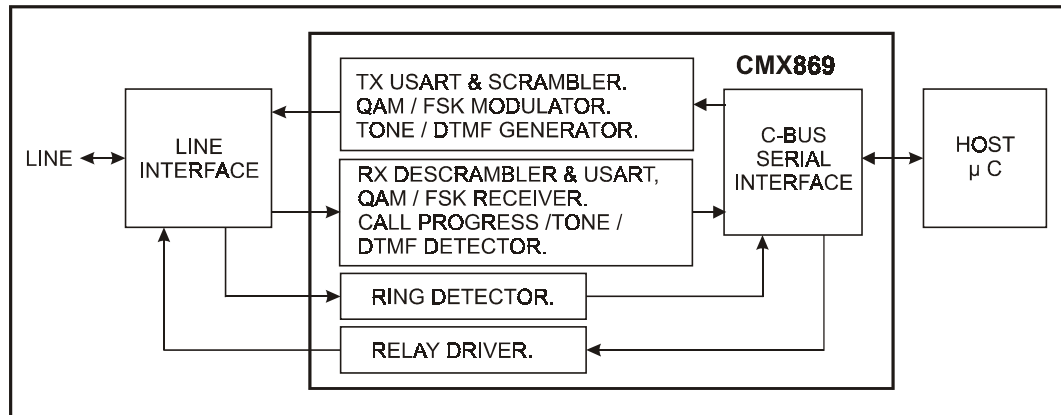 CMX869
TX USART & SCRAMBLER.
QAM / FSK MODULATOR.
TONE / DTMF GENERATOR.
LINE
LINE
INTERFACE
RX DESCRAMBLER & USART,
QAM / FSK RECEIVER.
CALL PROGRESS /TONE /
DTMF DETECTOR.
C-BUS
SERIAL
INTERFACE
HOST
µ C
RING DETECTOR.
RELAY DRIVER.